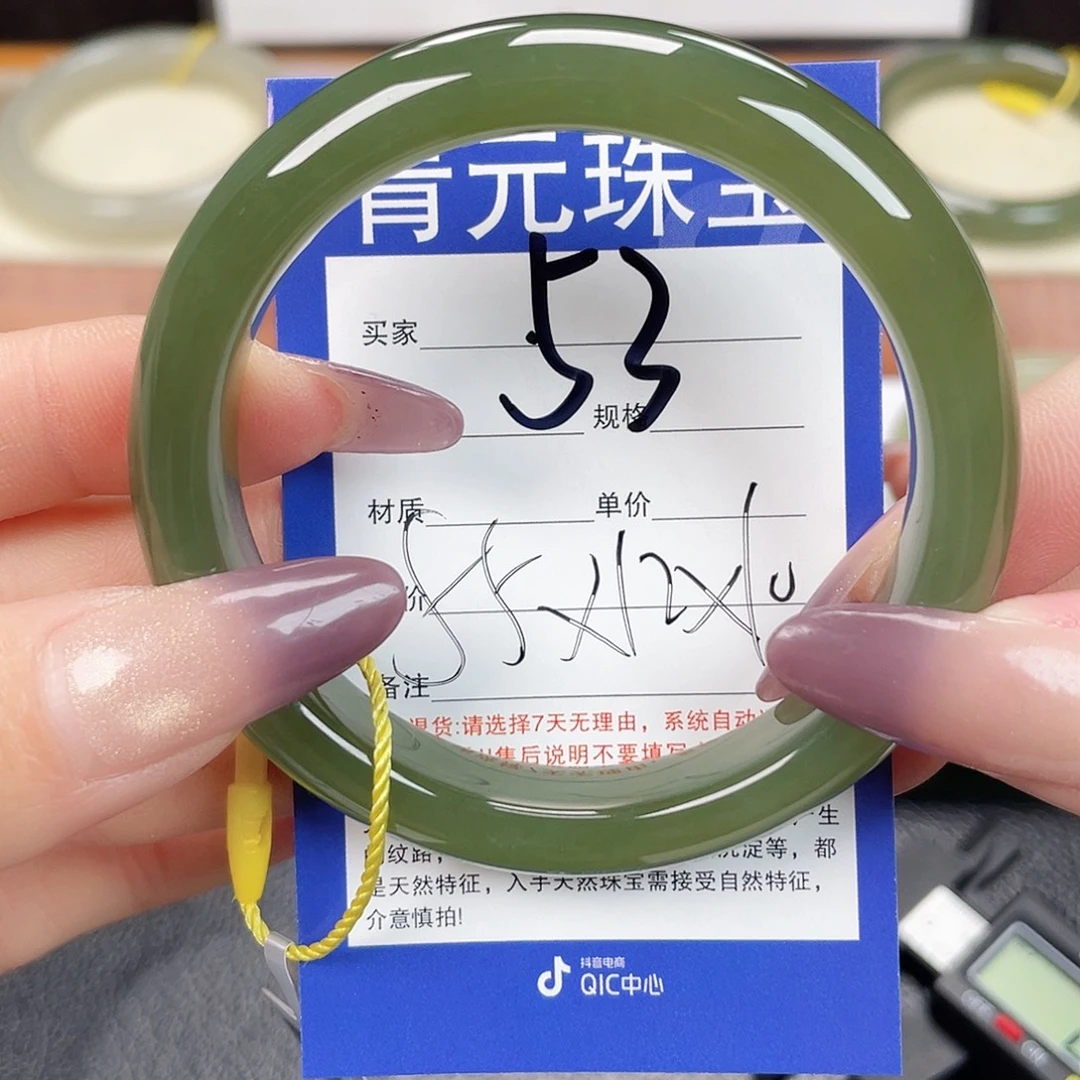 青元珠宝
53
买家
规格
材质 单价
价
55x12x10
备注
退货:请选择7天无理由，系统自动
售后说明不要填写
产生
的纹路， 沉淀等，都
是天然特征，入手天然珠宝需接受自然特征，
介意慎拍!
抖音电商
QIC中心